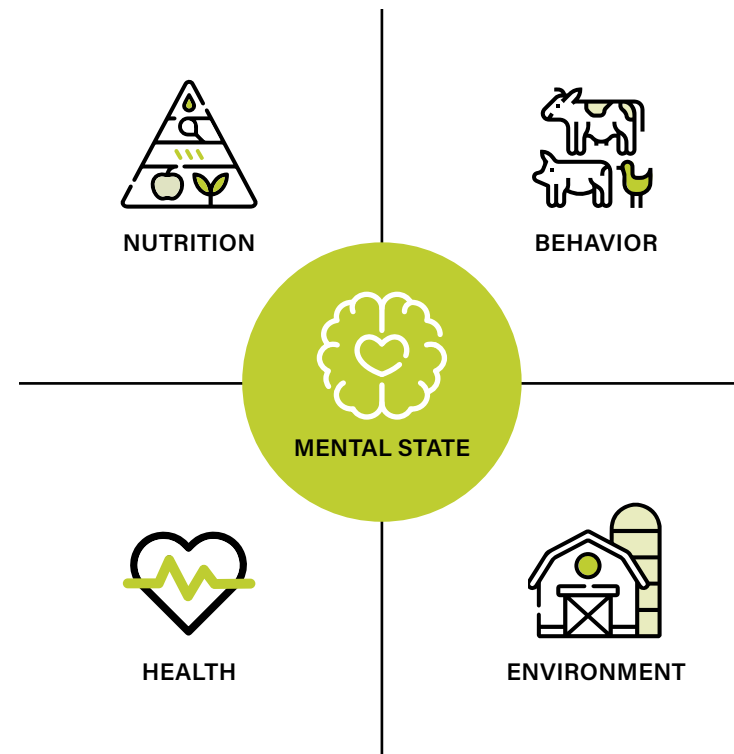 NUTRITION
BEHAVIOR
MENTAL STATE
HEALTH
ENVIRONMENT